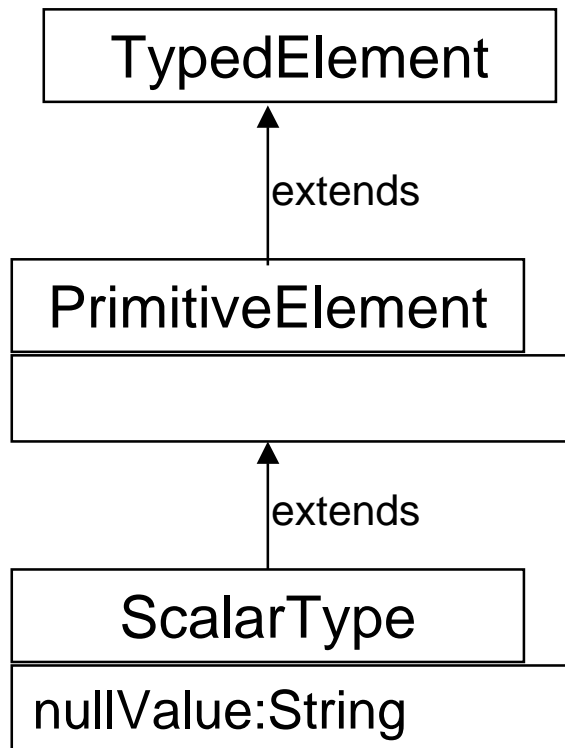 TypedElement
extends
PrimitiveElement
extends
ScalarType
nullValue:String